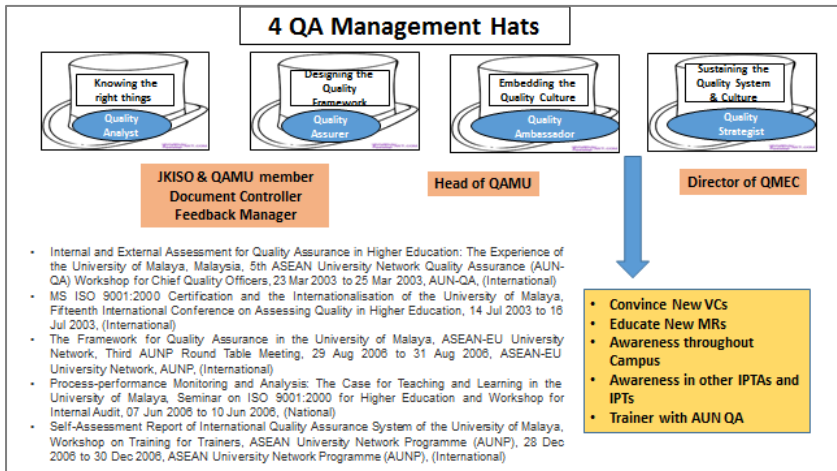 4 QA Management Hats
Knowing the
right things
Quality
Analyst
Designing the
Quality
Framework
Quality
Assurer
Embedding the
Quality Culture
Quality
Ambassador
Sustaining the
Quality System
& Culture
Quality
Strategist
JKISO & QAMU member
Document Controller
Feedback Manager
Head of QAMU
Director of QMEC
• Internal and External Assessment for Quality Assurance in Higher Education: The Experience of
the University of Malaya, Malaysia, 5th ASEAN University Network Quality Assurance (AUN-
QA) Workshop for Chief Quality Officers, 23 Mar 2003 to 25 Mar 2003, AUN-QA, (International)
• MS ISO 9001:2000 Certification and the Internationalisation of the University of Malaya,
Fifteenth International Conference on Assessing Quality in Higher Education, 14 Jul 2003 to 16
Jul 2003, (International)
• The Framework for Quality Assurance in the University of Malaya, ASEAN-EU University
Network, Third AUNP Round Table Meeting, 29 Aug 2006 to 31 Aug 2006, ASEAN-EU
University Network, AUNP, (International)
• Process-performance Monitoring and Analysis: The Case for Teaching and Learning in the
University of Malaya, Seminar on ISO 9001:2000 for Higher Education and Workshop for
Internal Audit, 07 Jun 2006 to 10 Jun 2006, (National)
• Self-Assessment Report of International Quality Assurance System of the University of Malaya,
Workshop on Training for Trainers, ASEAN University Network Programme (AUNP), 28 Dec
2006 to 30 Dec 2006, ASEAN University Network Programme (AUNP), (International)
• Convince New VCs
• Educate New MRs
• Awareness throughout
Campus
• Awareness in other IPTAs and
IPTs
• Trainer with AUN QA